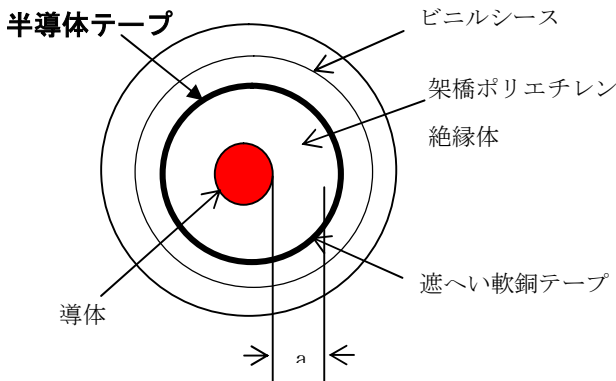 半導体テープ
ビニルシース
架橋ポリエチレン
絶縁体
遮へい軟銅テープ
導体
a